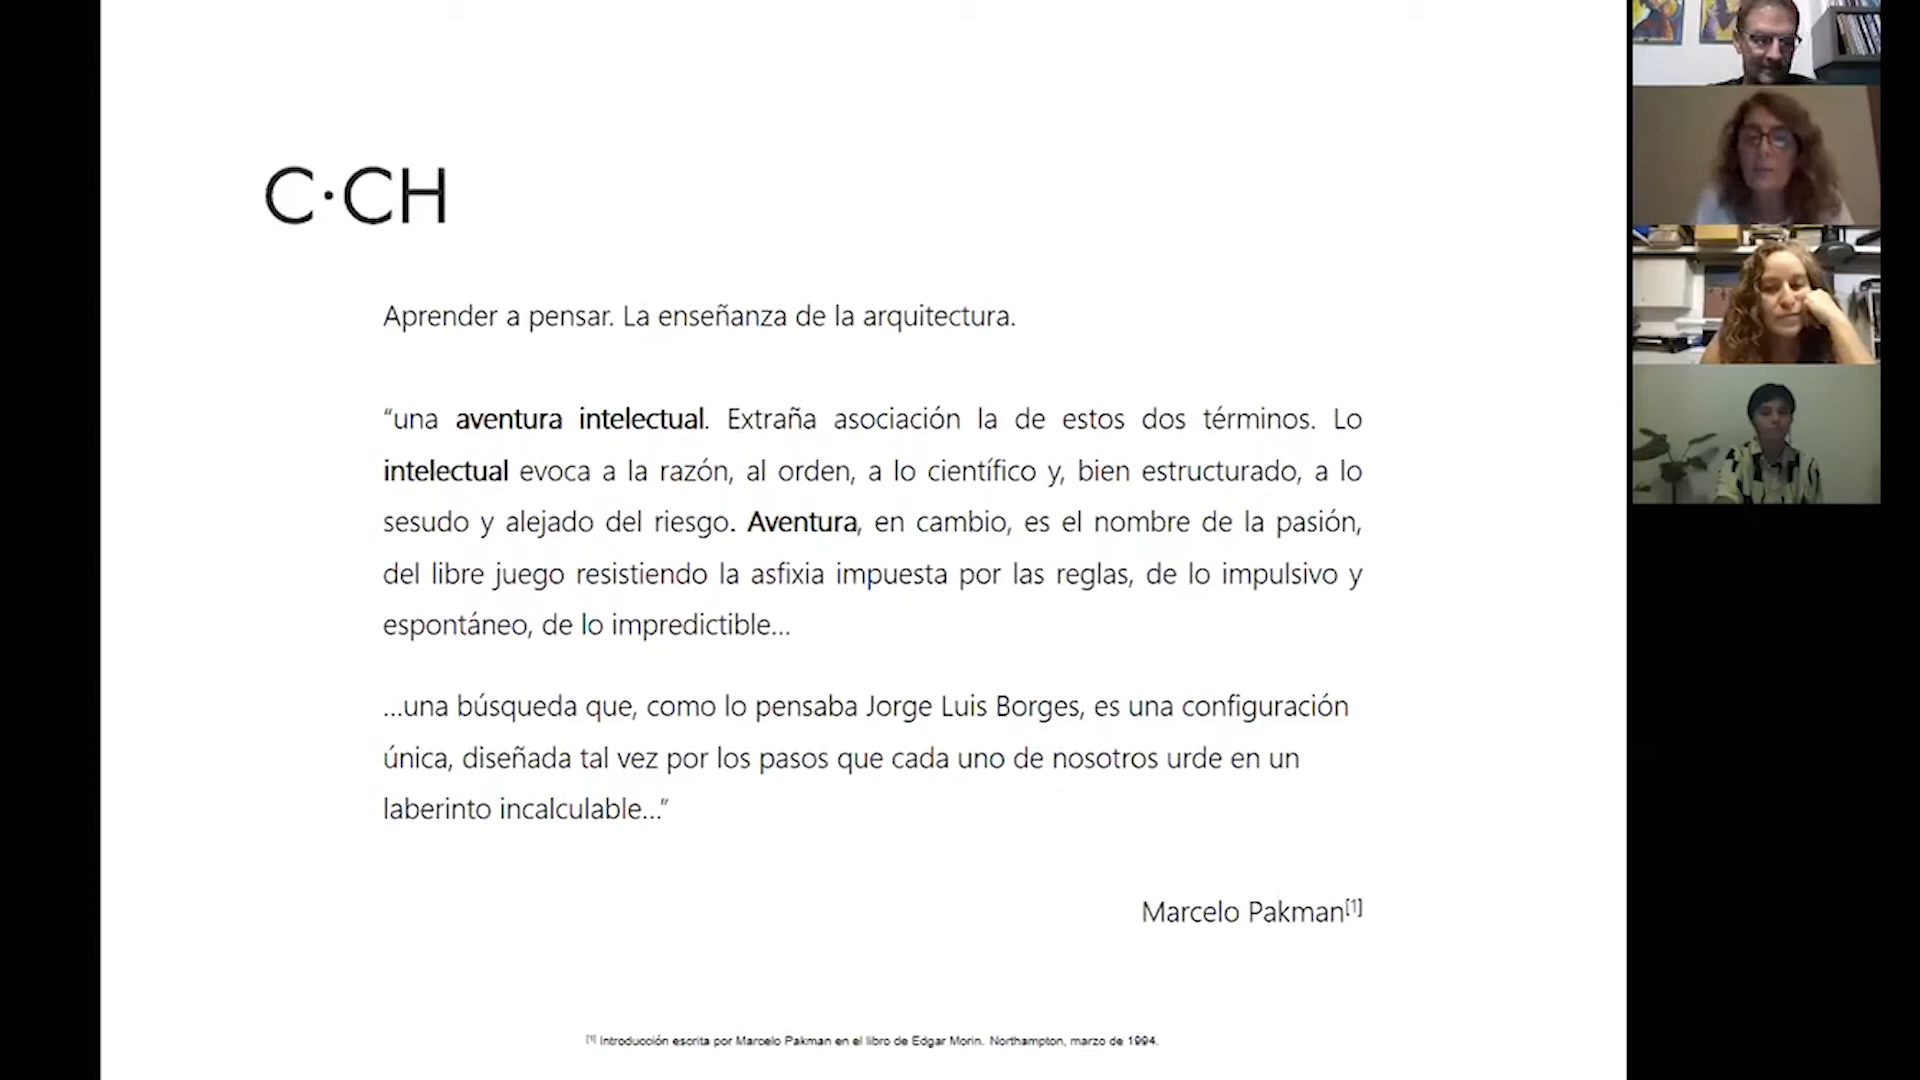 C·CH
Aprender a pensar. La enseñanza de la arquitectura.
“una aventura intelectual. Extraña asociación la de estos dos términos. Lo
intelectual evoca a la razón, al orden, a lo científico y, bien estructurado, a lo
sesudo y alejado del riesgo. Aventura, en cambio, es el nombre de la pasión,
del libre juego resistiendo la asfixia impuesta por las reglas, de lo impulsivo y
espontáneo, de lo impredictible...
...una búsqueda que, como lo pensaba Jorge Luis Borges, es una configuración
única, diseñada tal vez por los pasos que cada uno de nosotros urde en un
laberinto incalculable...”
Marcelo Pakman[1]
[1] Introducción escrita por Marcelo Pakman en el libro de Edgar Morin. Northampton, marzo de 1994.